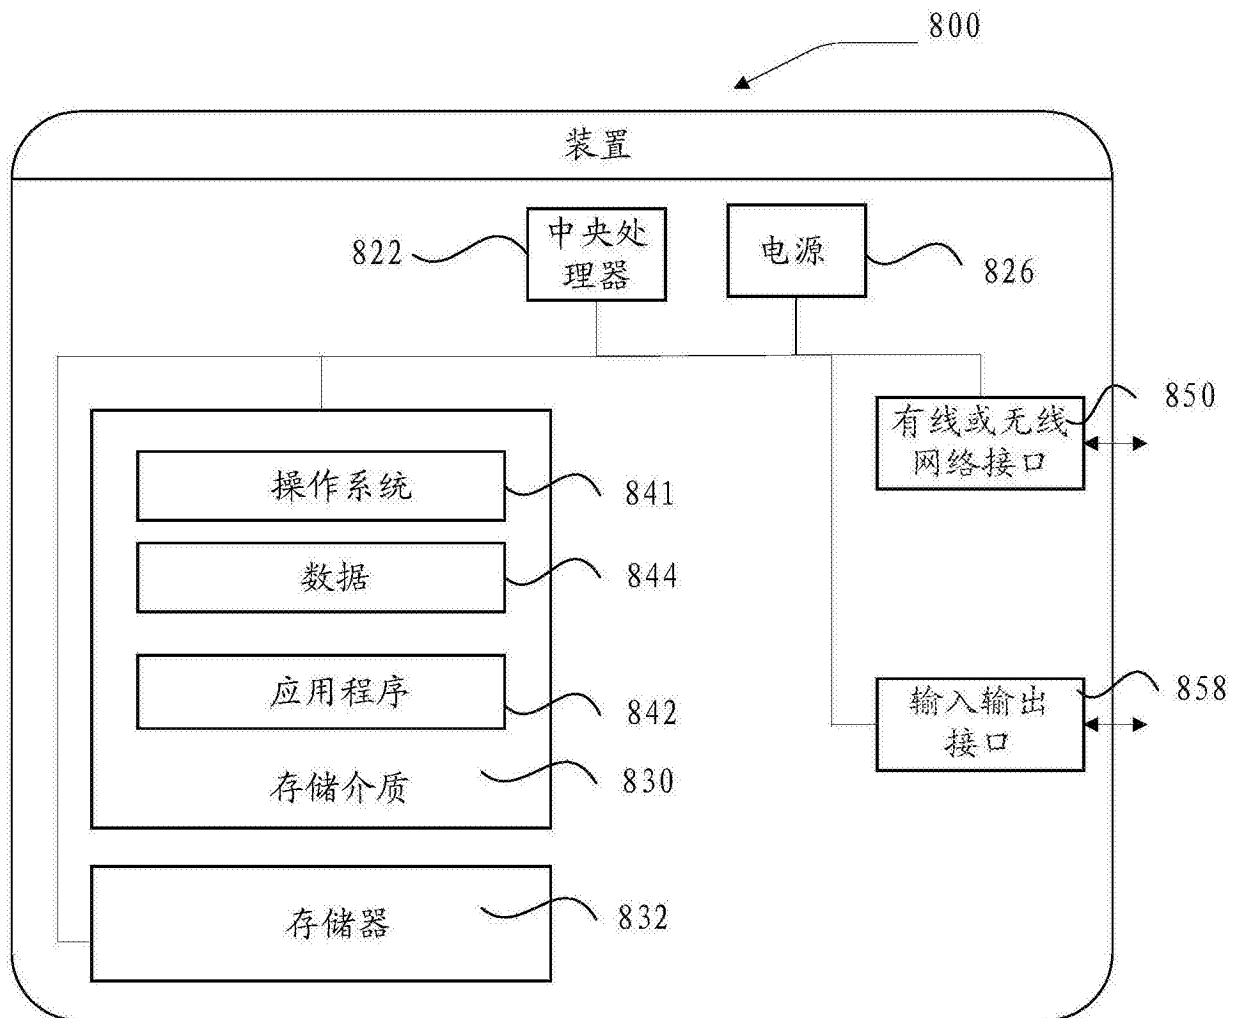 800
装置
822
中央处
理器
电源
826
850
有线或无线
网络接口
操作系统
841
数据
844
应用程序
842
存储介质
830
858
输入输出
接口
存储器
832